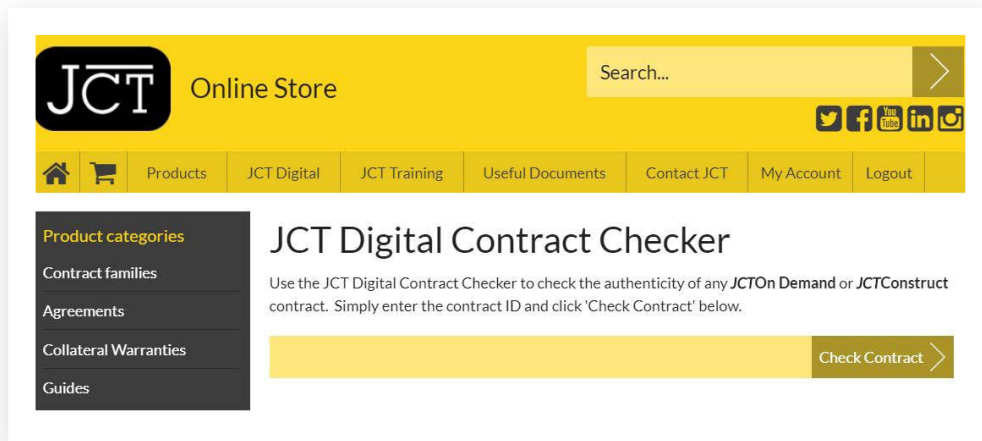 JCT
Online Store
Search...
You
Tube
in
Products
JCT Digital
JCT Training
Useful Documents
Contact JCT
My Account
Logout
Product categories
Contract families
Agreements
Collateral Warranties
Guides
JCT Digital Contract Checker
Use the JCT Digital Contract Checker to check the authenticity of any JCTOn Demand or JCTConstruct
contract. Simply enter the contract ID and click 'Check Contract' below.
Check Contract